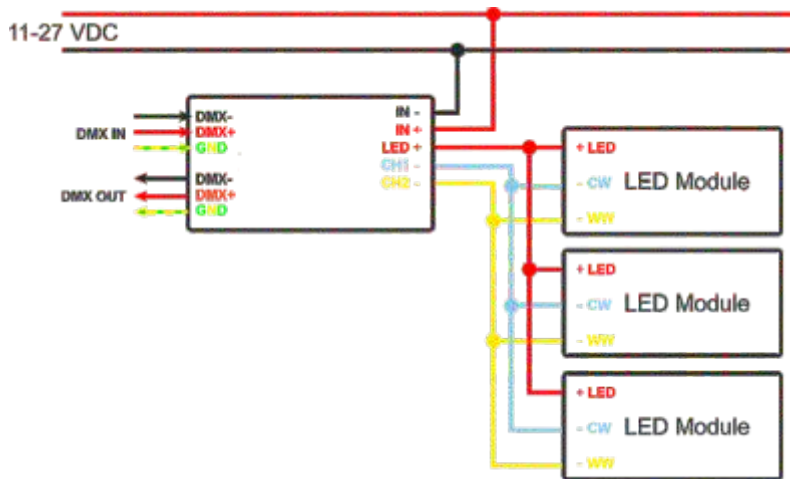 11-27 VDC
DMX IN
DMX-
DMX+
GND
DMX OUT
DMX-
DMX+
GND
IN -
IN +
LED +
CH1 -
CH2 -
+ LED
- CW LED Module
- WW
+ LED
- CW LED Module
- WW
+ LED
- CW LED Module
- WW